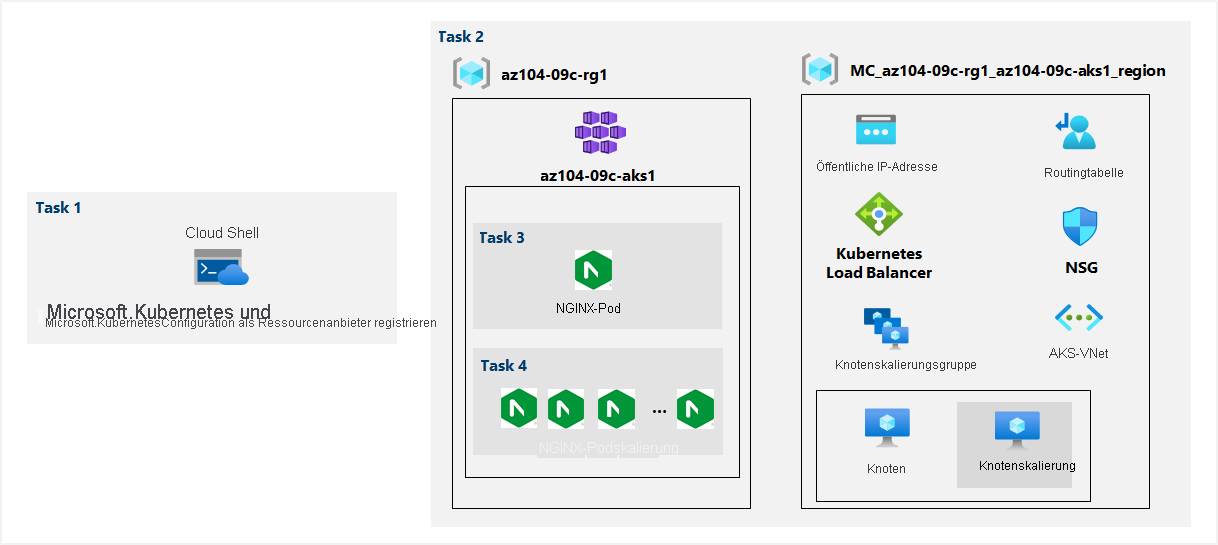 Task 1
Cloud Shell
Microsoft.Kubernetes und
Microsoft.KubernetesConfiguration als Ressourcenanbieter registrieren
Task 2
az104-09c-rg1
az104-09c-aks1
Task 3
NGINX-Pod
Task 4
...
NGINX-Podskalierung
MC_az104-09c-rg1_az104-09c-aks1_region
Öffentliche IP-Adresse
Routingtabelle
Kubernetes
Load Balancer
NSG
Knotenskalierungsgruppe
AKS-VNet
Knoten
Knotenskalierung